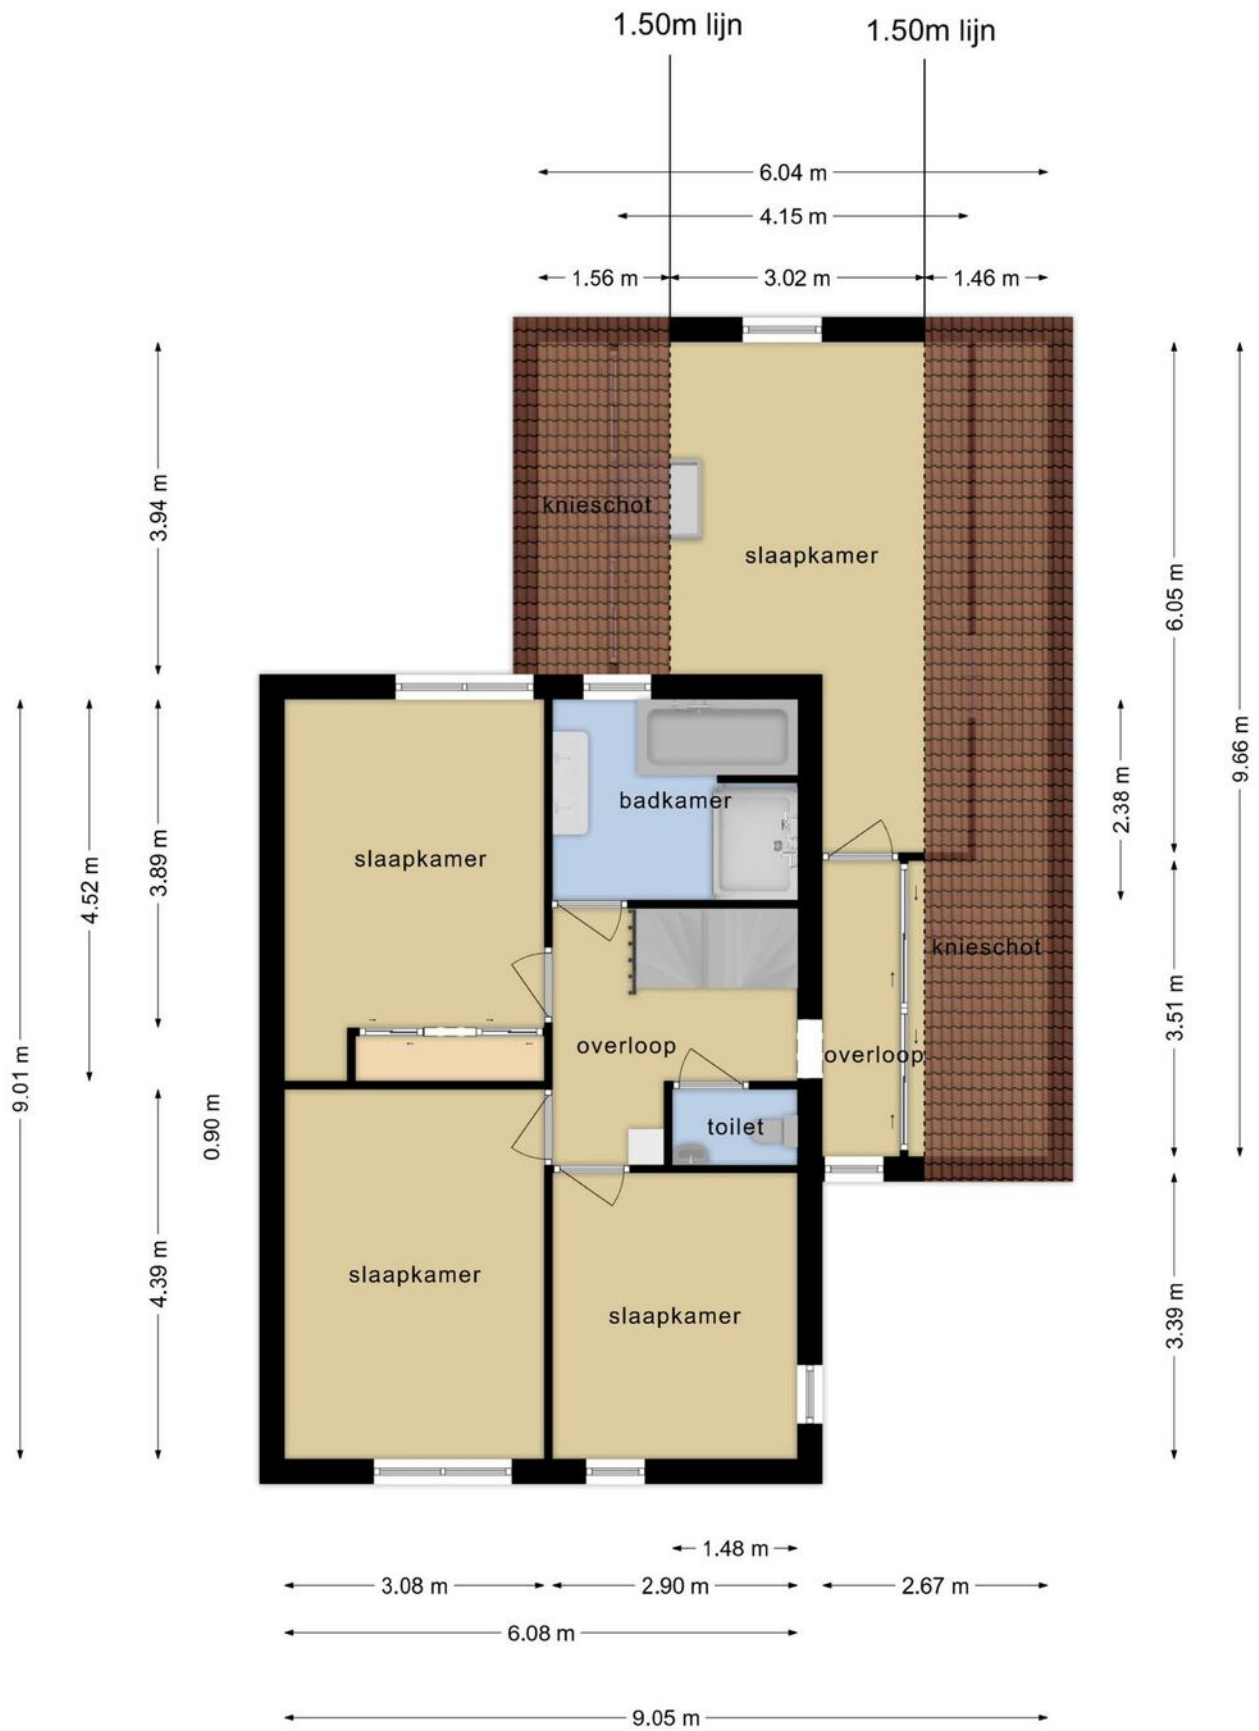 1.50m lijn
1.50m lijn
6.04 m
4.15 m
1.56 m
3.02 m
1.46 m
3.94 m
knieschot
slaapkamer
6.05 m
9.66 m
2.38 m
badkamer
slaapkamer
3.89 m
4.52 m
9.01 m
knieschot
3.51 m
overloop
overloop
0.90 m
toilet
4.39 m
slaapkamer
slaapkamer
3.39 m
1.48 m
3.08 m
2.90 m
2.67 m
6.08 m
9.05 m